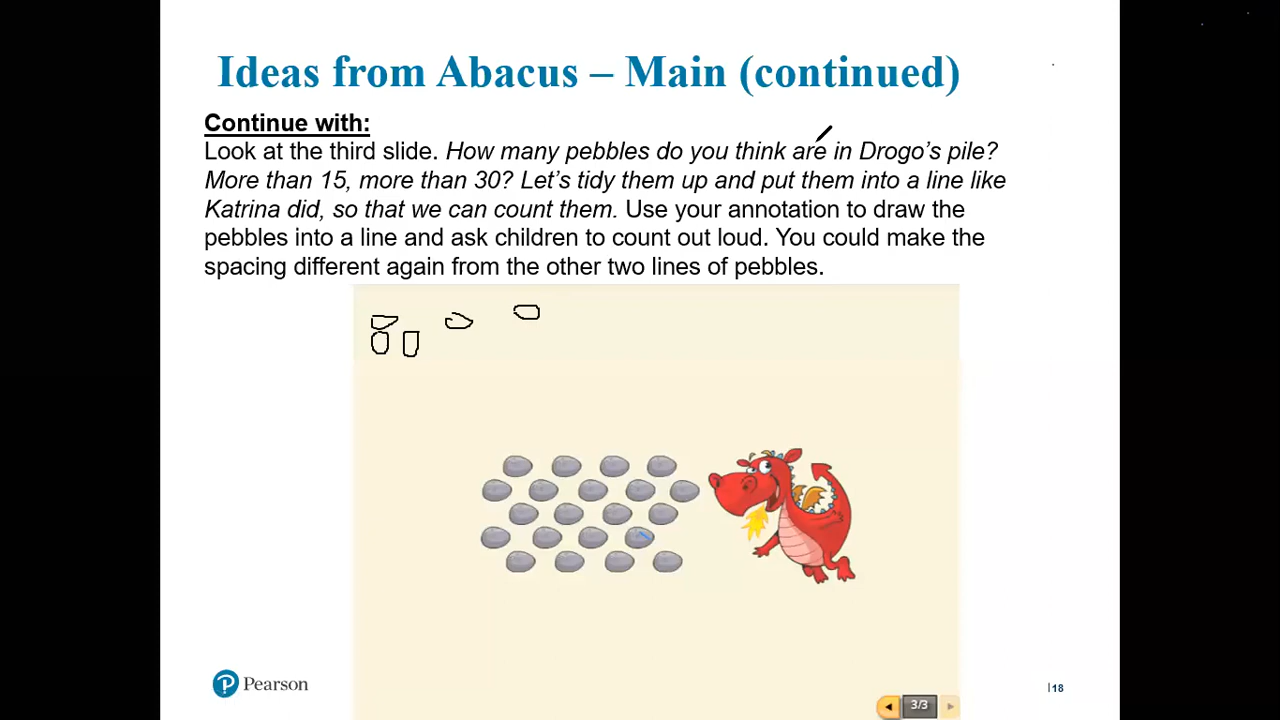 Ideas from Abacus – Main (continued)
Continue with:
Look at the third slide. How many pebbles do you think are in Drogo’s pile?
More than 15, more than 30? Let’s tidy them up and put them into a line like
Katrina did, so that we can count them. Use your annotation to draw the
pebbles into a line and ask children to count out loud. You could make the
spacing different again from the other two lines of pebbles.
Pearson
18
3/3